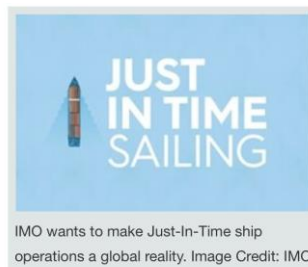 JUST
IN TIME
SAILING
IMO wants to make Just-In-Time ship
operations a global reality. Image Credit: IMO